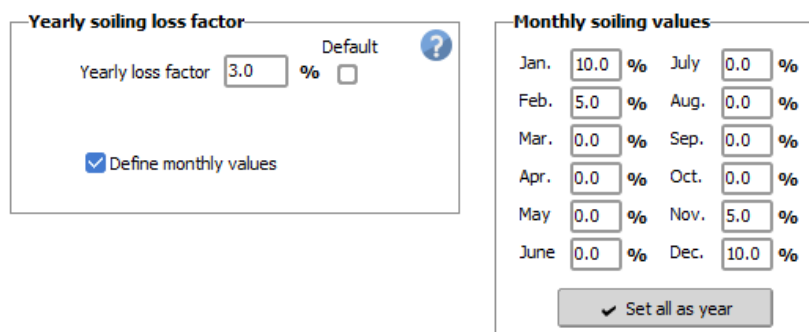 Yearly soiling loss factor
Default
Yearly loss factor 3.0 %
?
Define monthly values
Monthly soiling values
Jan. 10.0 % July 0.0 %
Feb. 5.0 % Aug. 0.0 %
Mar. 0.0 % Sep. 0.0 %
Apr. 0.0 % Oct. 0.0 %
May 0.0 % Nov. 5.0 %
June 0.0 % Dec. 10.0 %
Set all as year